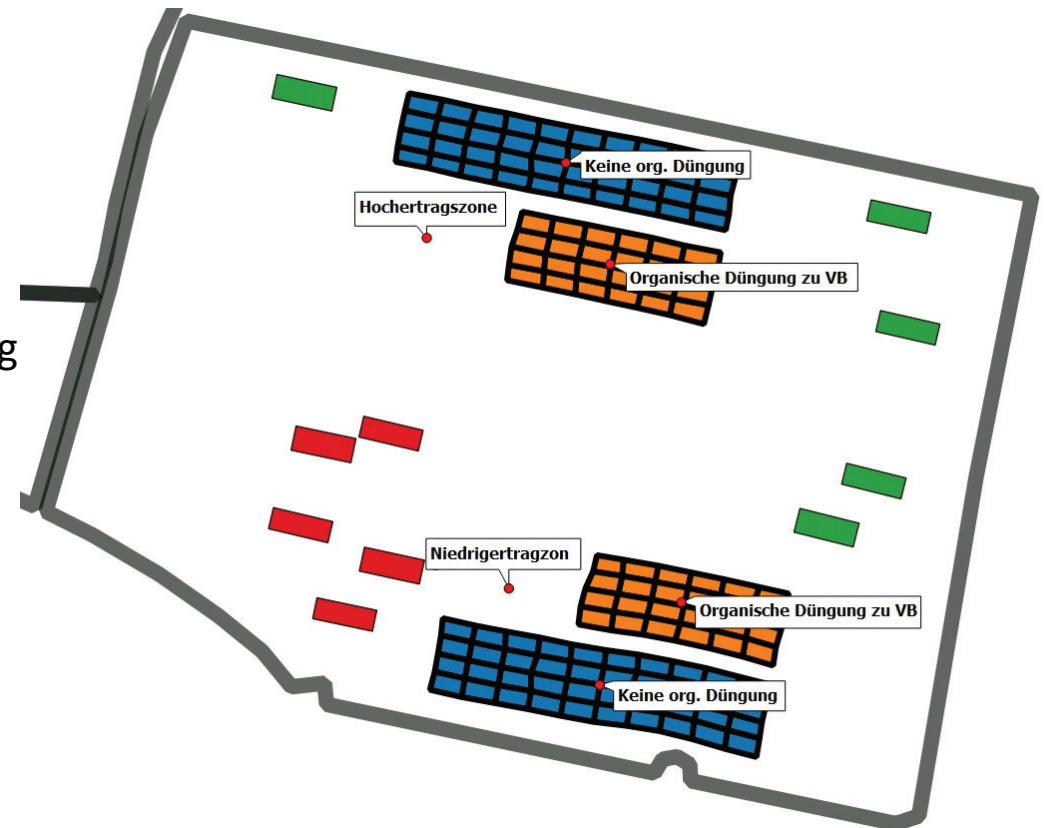 Keine org. Düngung
Hochertragszone
Organische Düngung zu VB
g
Niedrigertragzon
Organische Düngung zu VB
Keine org. Düngung